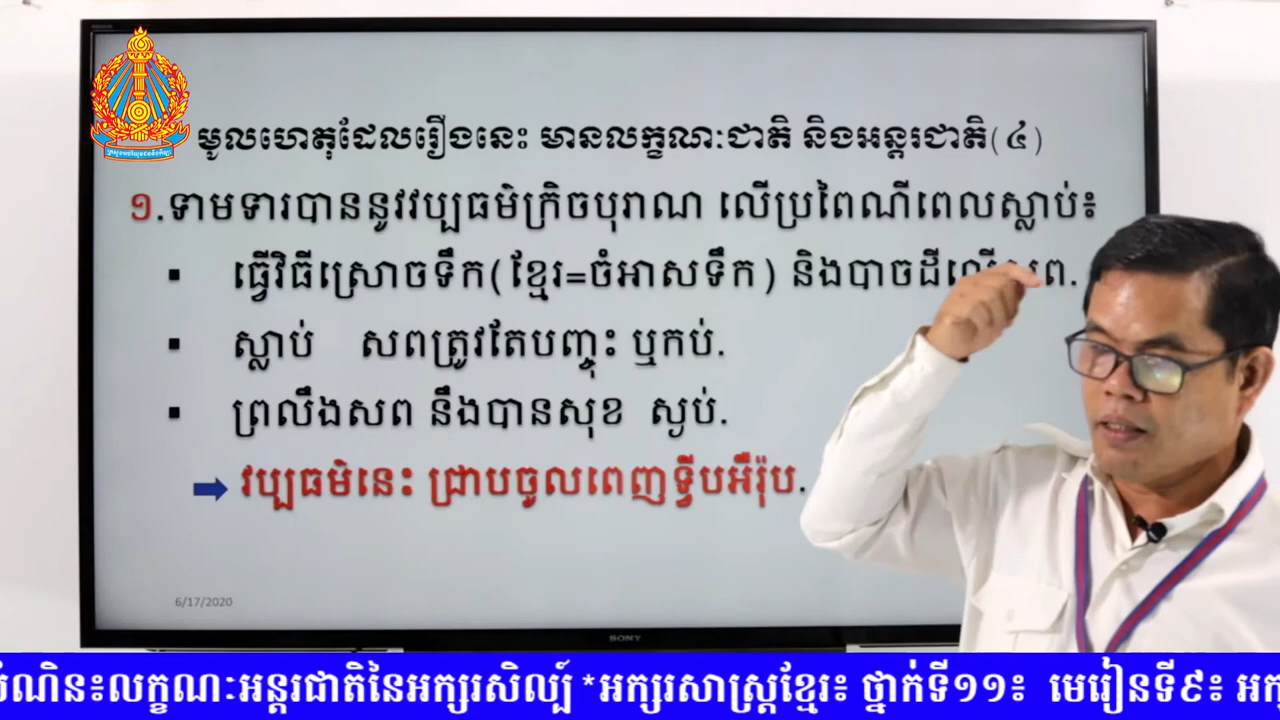 មូលហេតុដែលរឿងនេះ មានលក្ខណៈជាតិ និងអន្តរជាតិ(៤)
១.ទាមទារបាននូវវប្បធម៌ក្រិចបុរាណ លើប្រពៃណីពេលស្លាប់៖
ធ្វើវិធីស្រោចទឹក(ខ្មែរ=ចំអាសទឹក) និងបាចដីលើសព.
ស្លាប់ សពត្រូវតែបញ្ចុះ ឬកប់.
ព្រលឹងសព នឹងបានសុខ ស្ងប់.
វប្បធម៌នេះ ជ្រាបចូលពេញទ្វីបអឺរ៉ុប.
6/17/2020
SONY
លក្ខណៈអន្តរជាតិនៃអក្សរសិល្ប៍ *អក្សរសាស្ត្រខ្មែរ៖ ថ្នាក់ទី១១៖ មេរៀនទី៩៖